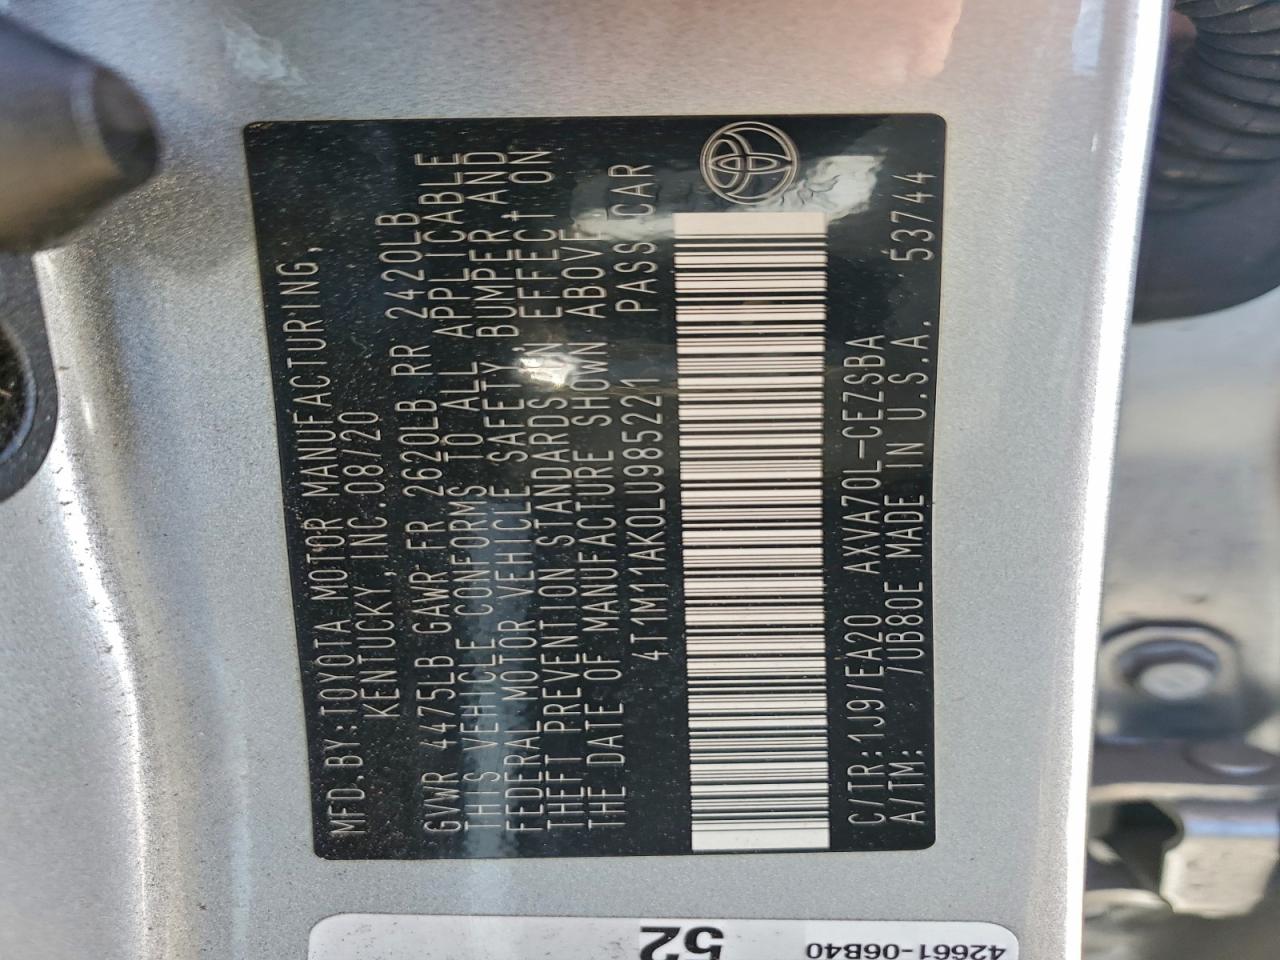 MFD. BY: TOYOTA MOTOR MANUFACTURING,
KENTUCKY, INC. 08/20
GVWR 4475LB GAWR FR 2620LB RR 2420LB
THIS VEHICLE CONFORMS TO ALL APPLICABLE
FEDERAL MOTOR VEHICLE SAFETY BUMPER, AND
THEFT PREVENTION STANDARDS IN EFFECT ON
THE DATE OF MANUFACTURE SHOWN ABOVE.
4T1M11AK0LU985221 PASS CAR
C/TR: 1J9/EA20 AXVA70L-CEZSBA
A/TM: /UB80E MADE IN U.S.A. 53744
52
42661-06B40